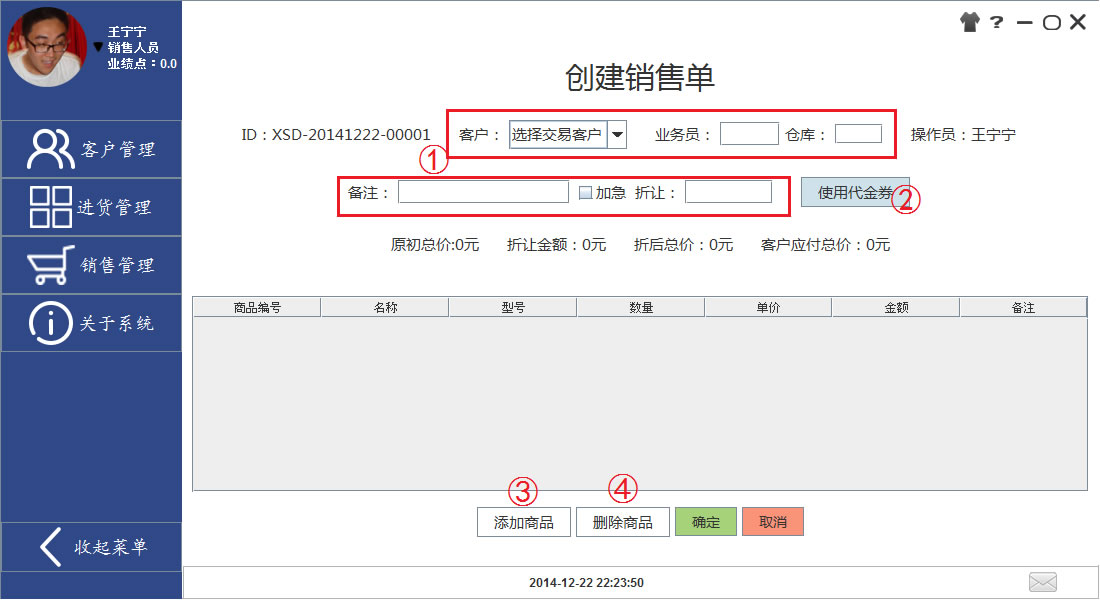 王宁宁
销售人员
业绩点：0.0
客户管理
进货管理
销售管理
关于系统
收起菜单
?
创建销售单
ID：XSD-20141222-00001 客户： 选择交易客户 业务员： 仓库： 操作员：王宁宁
①
备注： 加急 折让： 使用代金券
②
原初总价:0元 折让金额：0元 折后总价：0元 客户应付总价：0元
商品编号 名称 型号 数量 单价 金额 备注
③ ④
添加商品 删除商品 确定 取消
2014-12-22 22:23:50